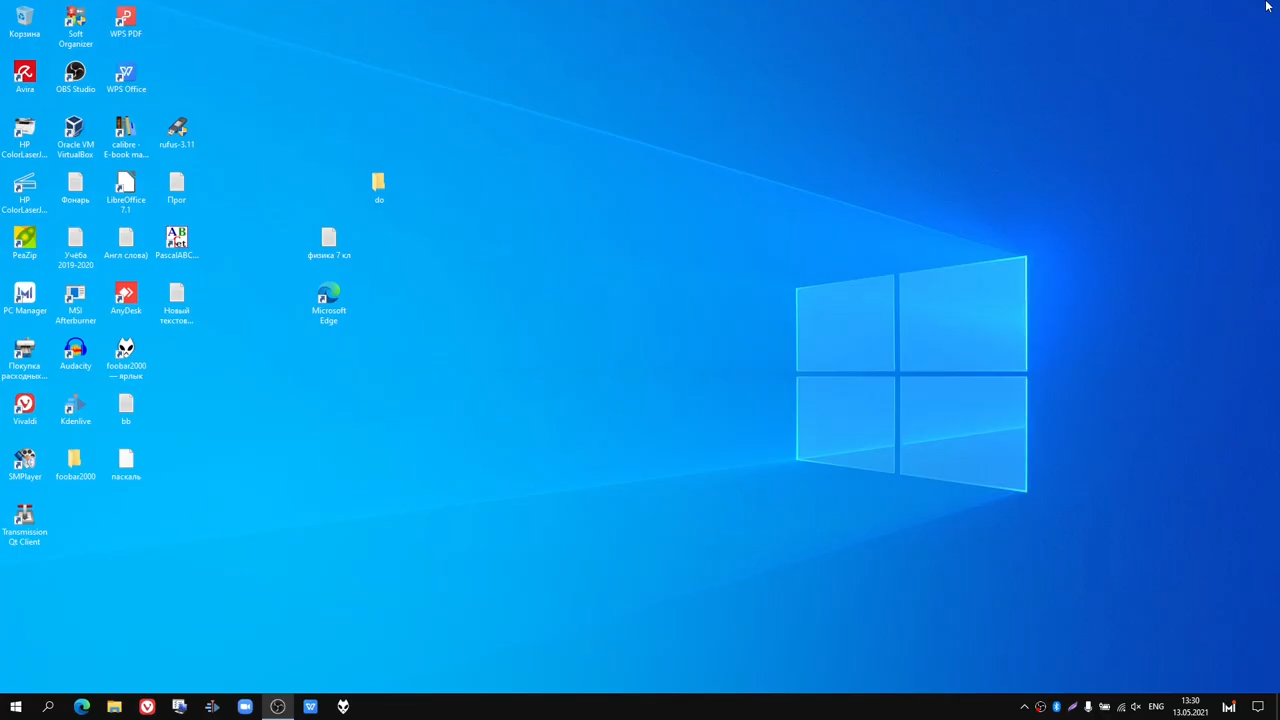 Корзина
Soft
Organizer
WPS PDF
Avira
OBS Studio
WPS Office
HP
ColorLaserJ...
Oracle VM
VirtualBox
calibre -
E-book ma...
rufus-3.11
HP
ColorLaserJ...
Фонарь
LibreOffice
7.1
Прог
do
PeaZip
Учёба
2019-2020
Англ слова)
PascalABC...
физика 7 кл
PC Manager
MSI
Afterburner
AnyDesk
Новый
текстов...
Microsoft
Edge
Покупка
расходных...
Audacity
foobar2000
— ярлык
Vivaldi
Kdenlive
bb
SMPlayer
foobar2000
паскаль
Transmission
Qt Client
ENG
13:30
13.05.2021